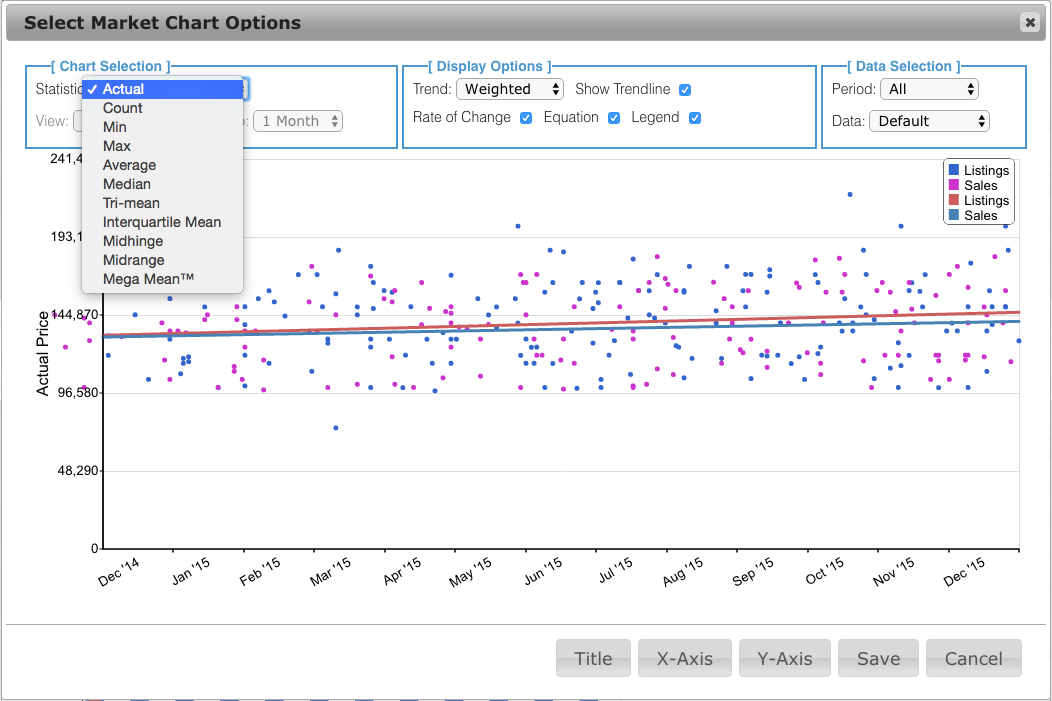 Select Market Chart Options
[ Chart Selection ]
Statistic
✓ Actual
Count
Min
Max
Average
Median
Tri-mean
Interquartile Mean
Midhinge
Midrange
Mega Mean™
View:
1 Month
[ Display Options ]
Trend: Weighted Show Trendline
Rate of Change Equation Legend
[ Data Selection ]
Period: All
Data: Default
Listings
Sales
Listings
Sales
Actual Price
241,4
193,1
144,870
96,580
48,290
0
Dec '14 Jan '15 Feb '15 Mar '15 Apr '15 May '15 Jun '15 Jul '15 Aug '15 Sep '15 Oct '15 Nov '15 Dec '15
Title X-Axis Y-Axis Save Cancel